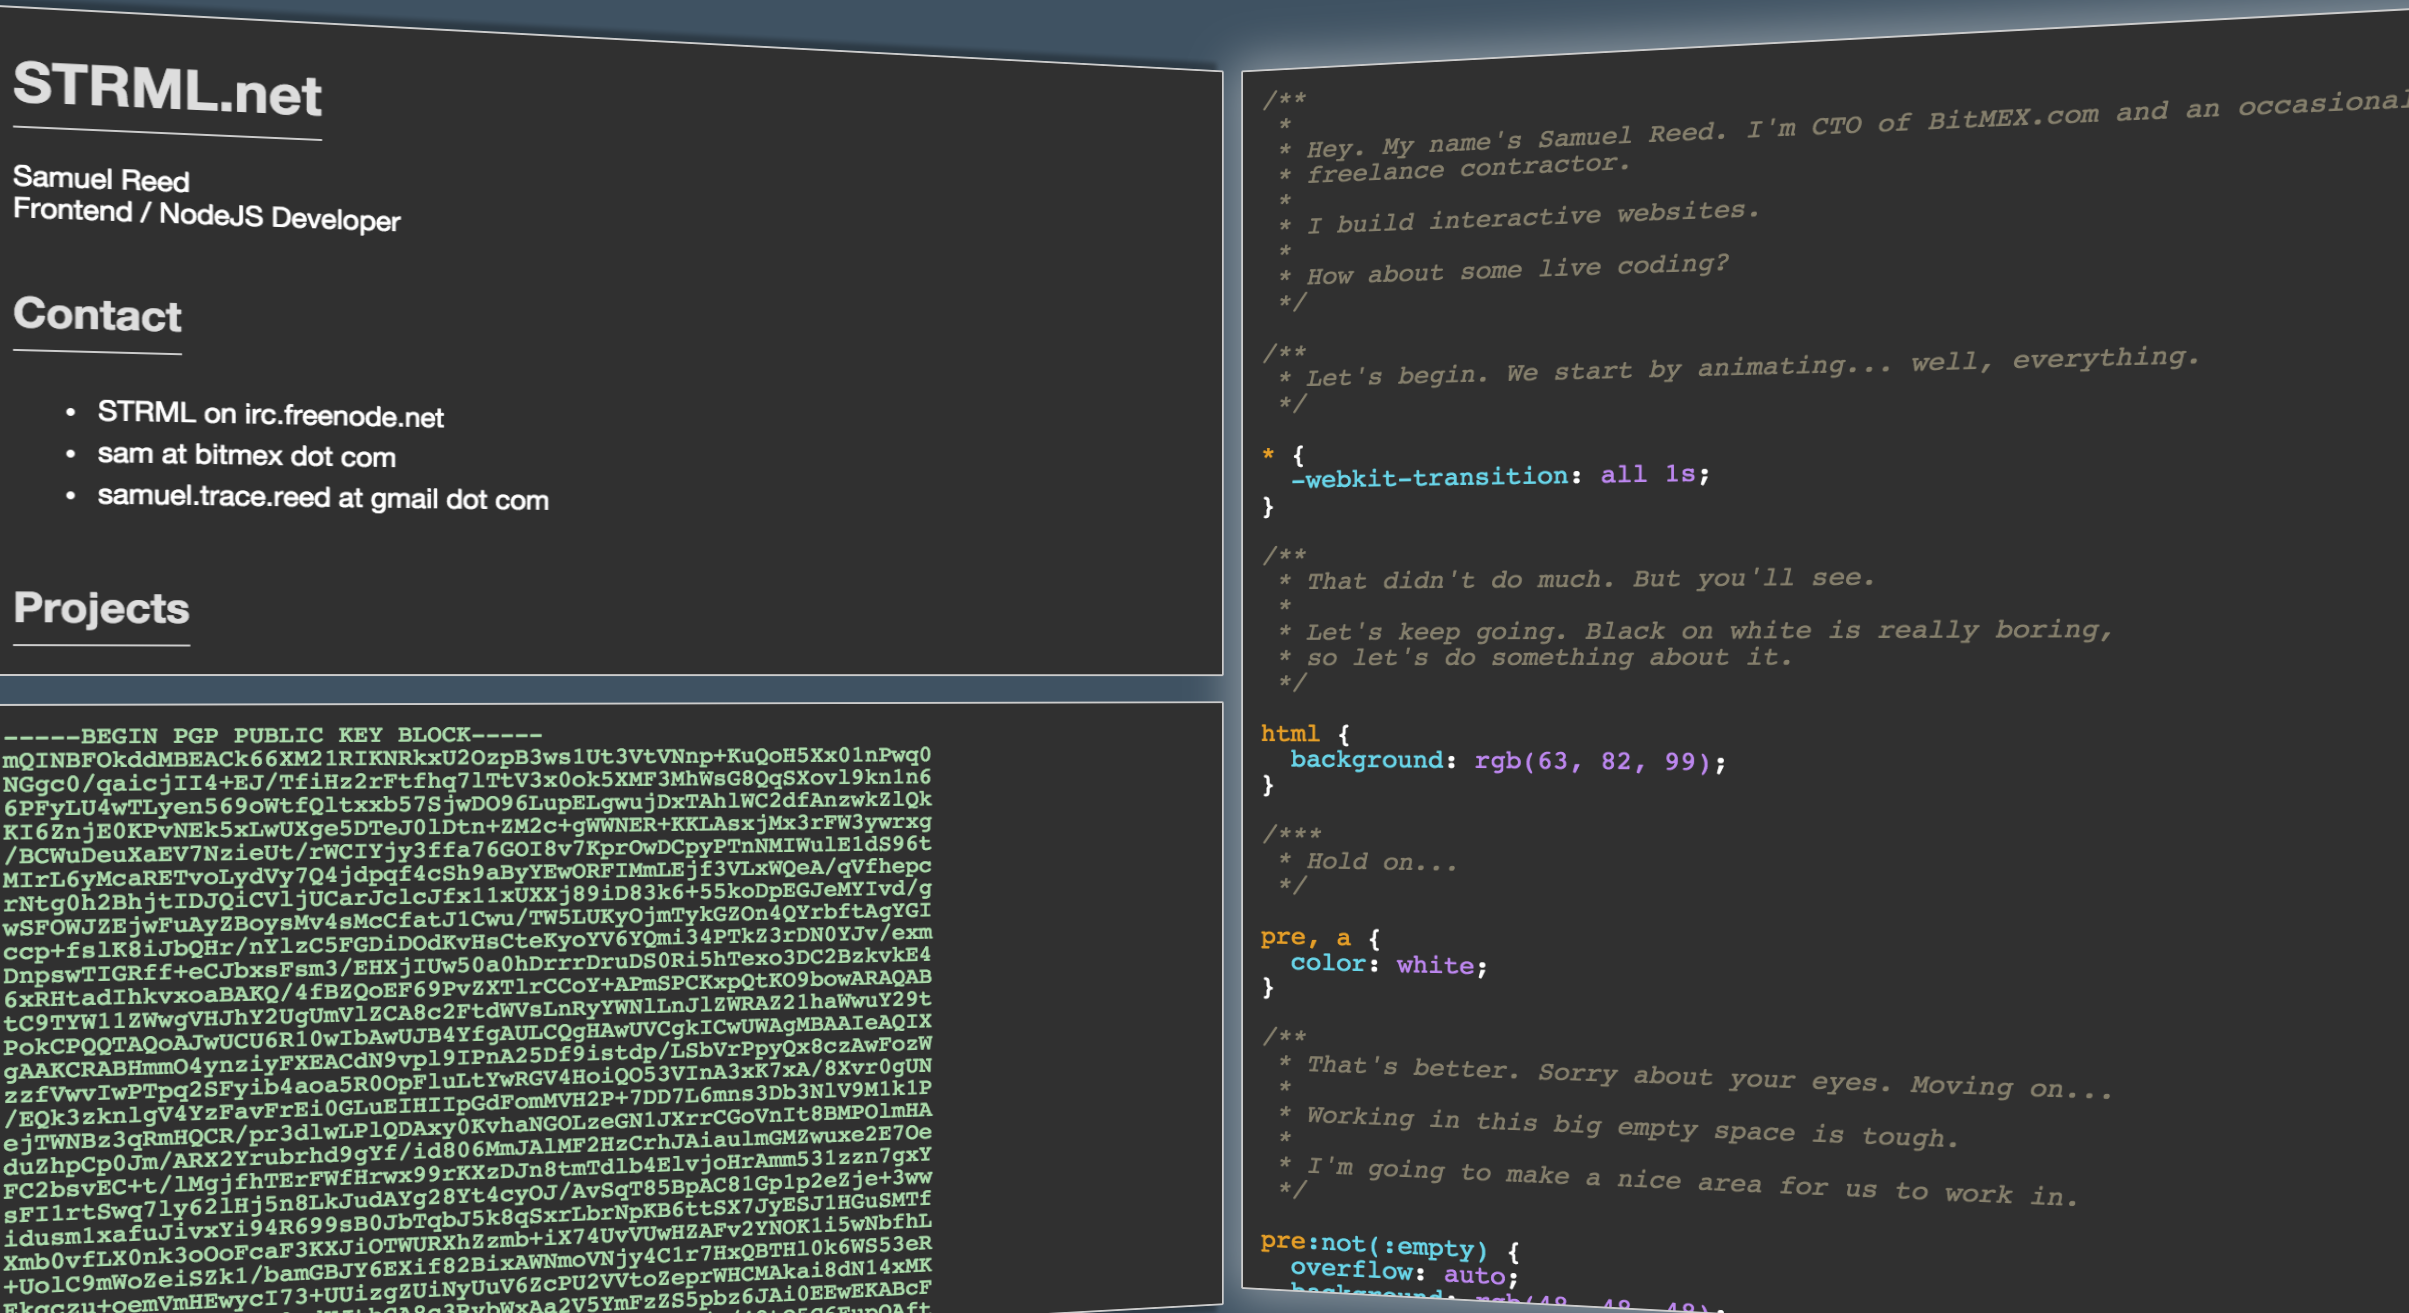 STRML.net
Samuel Reed
Frontend / NodeJS Developer
Contact
• STRML on irc.freenode.net
• sam at bitmex dot com
• samuel.trace.reed at gmail dot com
Projects
-----BEGIN PGP PUBLIC KEY BLOCK-----
mQINBFOkddMBEACk66XM21RIKNRkxU2OzpB3ws1Ut3VtVNnp+KuQoH5Xx01nPwq0
NGgc0/qaicjII4+EJ/TfiHz2rFtfhq7lTtV3x0ok5XMF3MhWsG8QqSXovl9kn1n6
6PFyLU4wTLyen569oWtfQltxxb57SjwDO96LupELgwujDxTAhlWC2dfAnzwkZlQk
KI6ZnjE0KPvNEk5xLwUXge5DTeJ0lDtn+ZM2c+gWWNER+KKLAsxjMx3rFW3ywrxg
/BCWuDeuXaEV7NzieUt/rWCIYjy3ffa76GOI8v7KprOwDCpyPTnNMIWulE1dS96t
MIrL6yMcaRETvoLydVy7Q4jdpqf4cSh9aByYEwORFIMmLEjf3VLxWQeA/qVfhepc
rNtg0h2BhjtIDJQiCVljUCarJclcJfx11xUXXj89iD83k6+55koDpEGJeMYIvd/g
wSFOWJZEjwFuAyZBoysMv4sMcCfatJ1Cwu/TW5LUKyOjmTykGZOn4QYrbftAgYGI
ccp+fslK8iJbQHr/nYlzC5FGDiDOdKvHsCteKyoYV6YQmi34PTkZ3rDN0YJv/exm
DnpswTIGRff+eCJbxsFsm3/EHXjIUw50a0hDrrrDruDS0Ri5hTexo3DC2BzkvkE4
6xRHtadIhkvxoaBAKQ/4fBZQoEF69PvZXTlrCCoY+APmSPCKxpQtKO9bowARAQAB
tC9TYW11ZWwgVHJhY2UgUmVlZCA8c2FtdWVsLnRyYWNlLnJlZWRAZ21haWwuY29t
PokCPQQTAQoAJwUCU6R10wIbAwUJB4YfgAULCQgHAwUVCgkICwUWAgMBAAIeAQIX
gAAKCRABHmmO4ynziyFXEACdN9vpl9IPnA25Df9istdp/LSbVrPpyQx8czAwFozW
zzfVwvIwPTpq2SFyib4aoa5R0OpFluLtYwRGV4HoiQO53VInA3xK7xA/8Xvr0gUN
/EQk3zknlgV4YzFavFrEi0GLuEIHIIpGdFomMVH2P+7DD7L6mns3Db3NlV9M1k1P
ejTWNBz3qRmHQCR/pr3dlwLPlQDAxy0KvhaNGOLzeGN1JXrrCGoVnIt8BMPOlmHA
duZhpCp0Jm/ARX2Yrubrhd9gYf/id806MmJAlMF2HzCrhJAiaulmGMZwuxe2E7Oe
FC2bsvEC+t/lMgjfhTErFWfHrwx99rKXzDJn8tmTdlb4ElvjoHrAmm531zzn7gxY
sFI1rtSwq7ly62lHj5n8LkJudAYg28Yt4cyOJ/AvSqT85BpAC81Gp1p2eZje+3ww
idusm1xafuJivxYi94R699sB0JbTqbJ5k8qSxrLbrNpKB6ttSX7JyESJ1HGuSMTf
Xmb0vfLX0nk3oOoFcaF3KXJiOTWURXhZzmb+iX74UvVUwHZAFv2YNOK1i5wNbfhL
+UolC9mWoZeiSZk1/bamGBJY6EXif82BixAWNmoVNjy4C1r7HxQBTHl0k6WS53eR
Ekgczu+oemVmHEwycI73+UUizgZUiNyUuV6ZcPU2VVtoZeprWHCMAkai8dN14xMK
/**
*
* Hey. My name's Samuel Reed. I'm CTO of BitMEX.com and an occasional
* freelance contractor.
*
* I build interactive websites.
*
* How about some live coding?
*/
/**
* Let's begin. We start by animating... well, everything.
*/
* {
-webkit-transition: all 1s;
}
/**
* That didn't do much. But you'll see.
*
* Let's keep going. Black on white is really boring,
* so let's do something about it.
*/
html {
background: rgb(63, 82, 99);
}
/***
* Hold on...
*/
pre, a {
color: white;
}
/**
* That's better. Sorry about your eyes. Moving on...
*
* Working in this big empty space is tough.
*
* I'm going to make a nice area for us to work in.
*/
pre:not(:empty) {
overflow: auto;
background: rgb(48, 48, 48);